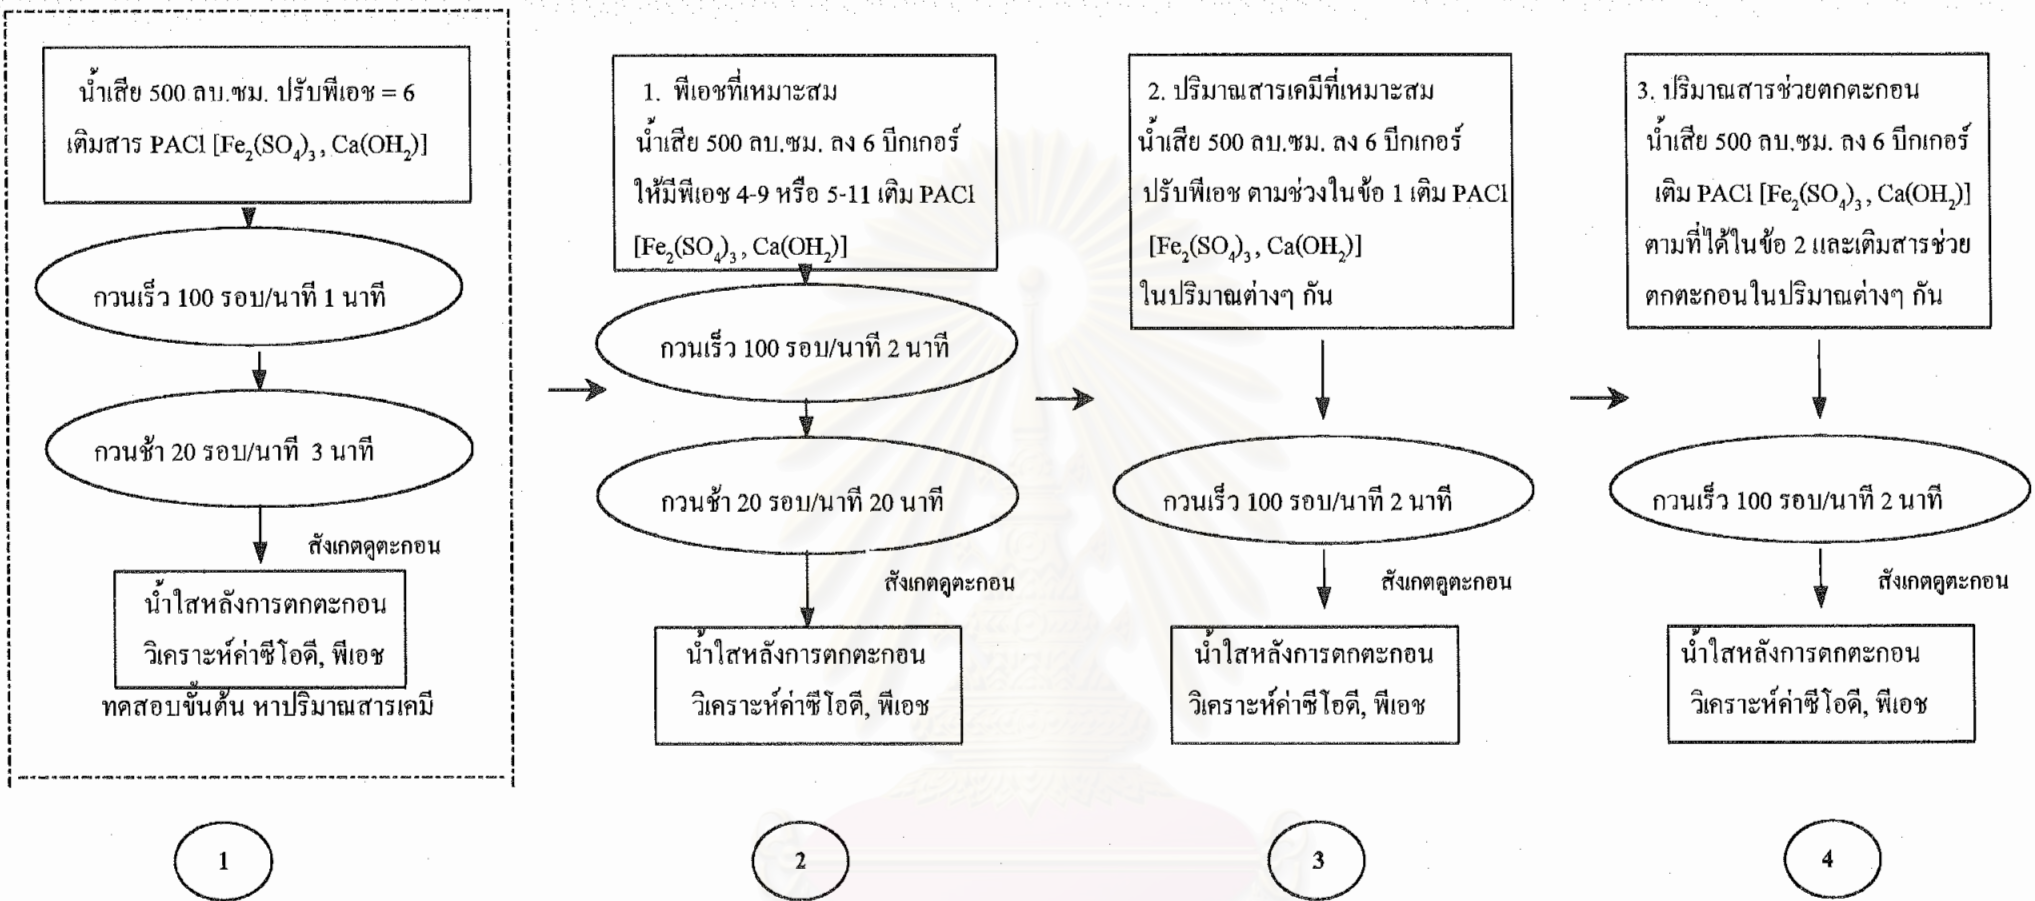 น้ำเสีย 500 ลบ.ซม. ปรับพีเอช = 6
เติมสาร PACl [Fe₂(SO₄)₃, Ca(OH₂)]
กวนเร็ว 100 รอบ/นาที 1 นาที
กวนช้า 20 รอบ/นาที 3 นาที
สังเกตดูตะกอน
น้ำใสหลังการตกตะกอน
วิเคราะห์ค่าซีโอดี, พีเอช
ทดสอบขั้นต้น หาปริมาณสารเคมี
1
1. พีเอชที่เหมาะสม
น้ำเสีย 500 ลบ.ซม. ลง 6 บีกเกอร์
ให้มีพีเอช 4-9 หรือ 5-11 เติม PACl
[Fe₂(SO₄)₃, Ca(OH₂)]
กวนเร็ว 100 รอบ/นาที 2 นาที
กวนช้า 20 รอบ/นาที 20 นาที
สังเกตดูตะกอน
น้ำใสหลังการตกตะกอน
วิเคราะห์ค่าซีโอดี, พีเอช
2
2. ปริมาณสารเคมีที่เหมาะสม
น้ำเสีย 500 ลบ.ซม. ลง 6 บีกเกอร์
ปรับพีเอช ตามช่วงในข้อ 1 เติม PACl
[Fe₂(SO₄)₃, Ca(OH₂)]
ในปริมาณต่างๆ กัน
กวนเร็ว 100 รอบ/นาที 2 นาที
สังเกตดูตะกอน
น้ำใสหลังการตกตะกอน
วิเคราะห์ค่าซีโอดี, พีเอช
3
3. ปริมาณสารช่วยตกตะกอน
น้ำเสีย 500 ลบ.ซม. ลง 6 บีกเกอร์
เติม PACl [Fe₂(SO₄)₃, Ca(OH₂)]
ตามที่ได้ในข้อ 2 และเติมสารช่วย
ตกตะกอนในปริมาณต่างๆ กัน
กวนเร็ว 100 รอบ/นาที 2 นาที
สังเกตดูตะกอน
น้ำใสหลังการตกตะกอน
วิเคราะห์ค่าซีโอดี, พีเอช
4